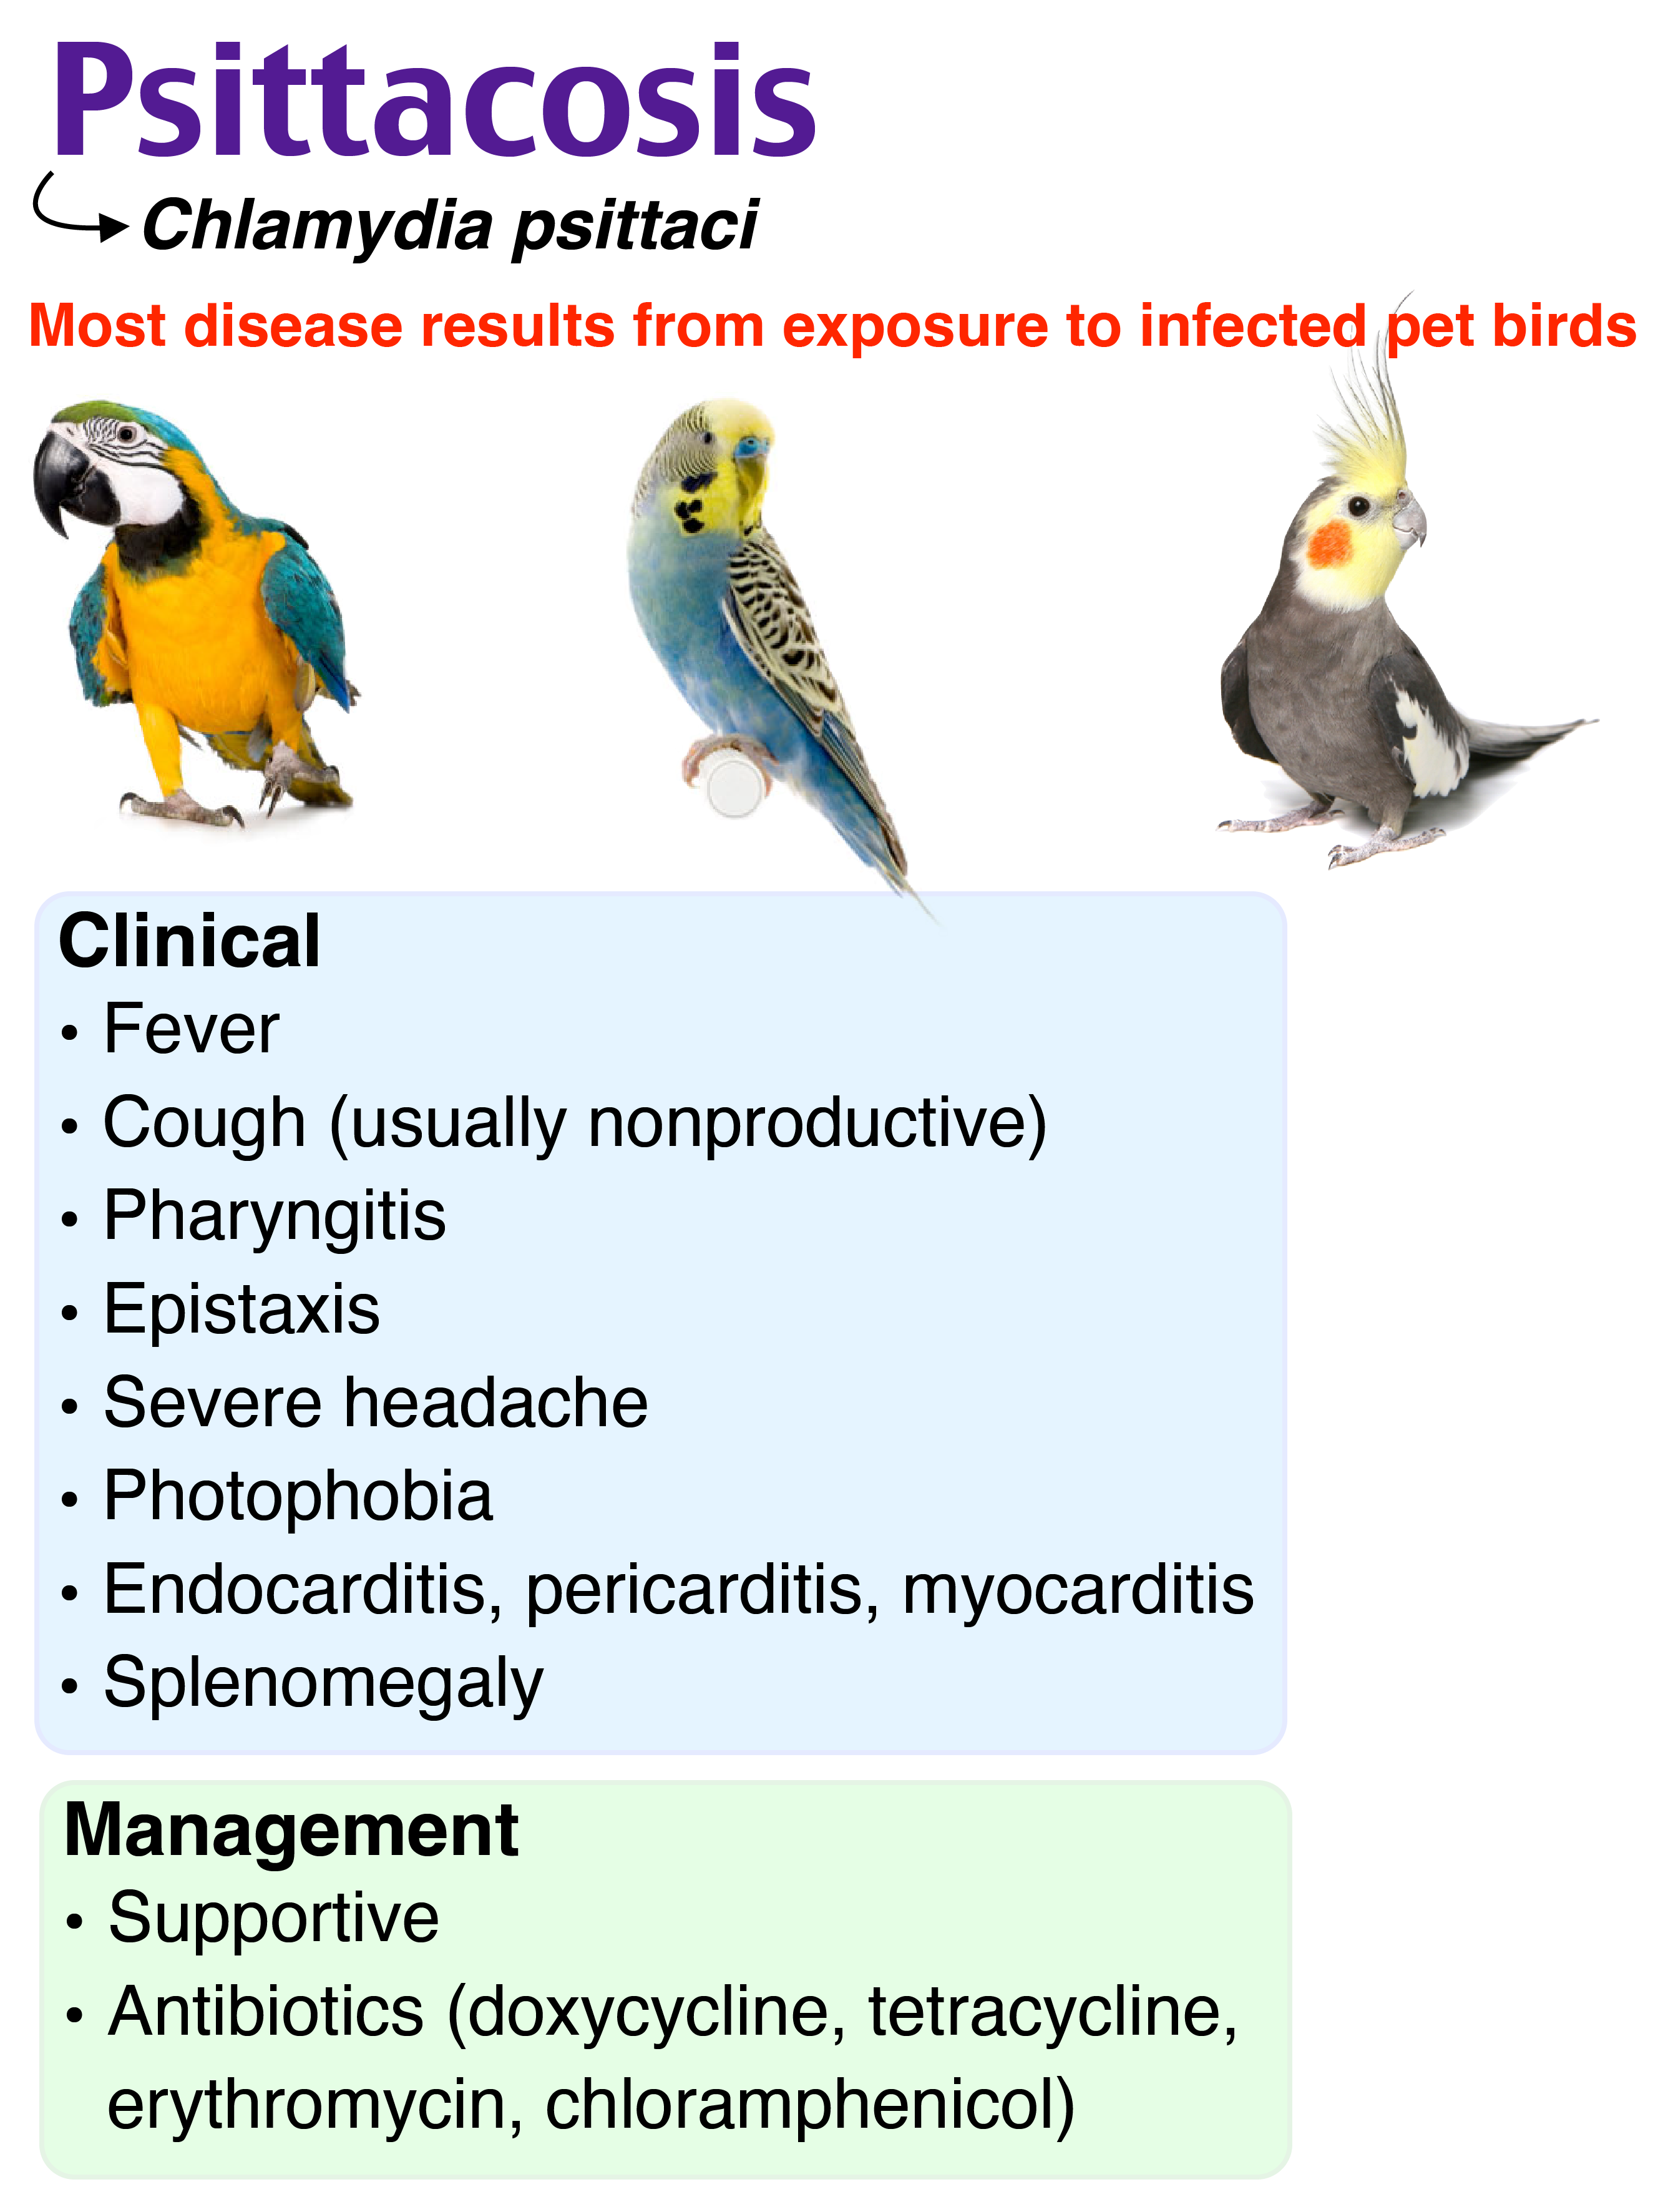 Psittacosis
Chlamydia psittaci
Most disease results from exposure to infected pet birds
Clinical
• Fever
• Cough (usually nonproductive)
• Pharyngitis
• Epistaxis
• Severe headache
• Photophobia
• Endocarditis, pericarditis, myocarditis
• Splenomegaly
Management
• Supportive
• Antibiotics (doxycycline, tetracycline,
erythromycin, chloramphenicol)